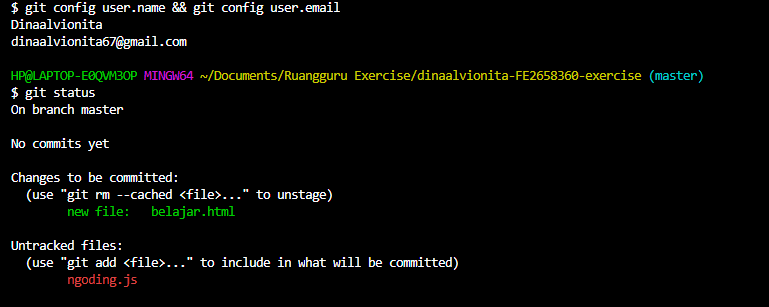 $ git config user.name && git config user.email
Dinaalvionita
dinaalvionita67@gmail.com
HP@LAPTOP-E0QVM3OP MINGW64 ~/Documents/Ruangguru Exercise/dinaalvionita-FE2658360-exercise (master)
$ git status
On branch master
No commits yet
Changes to be committed:
(use "git rm --cached <file>..." to unstage)
new file: belajar.html
Untracked files:
(use "git add <file>..." to include in what will be committed)
ngoding.js